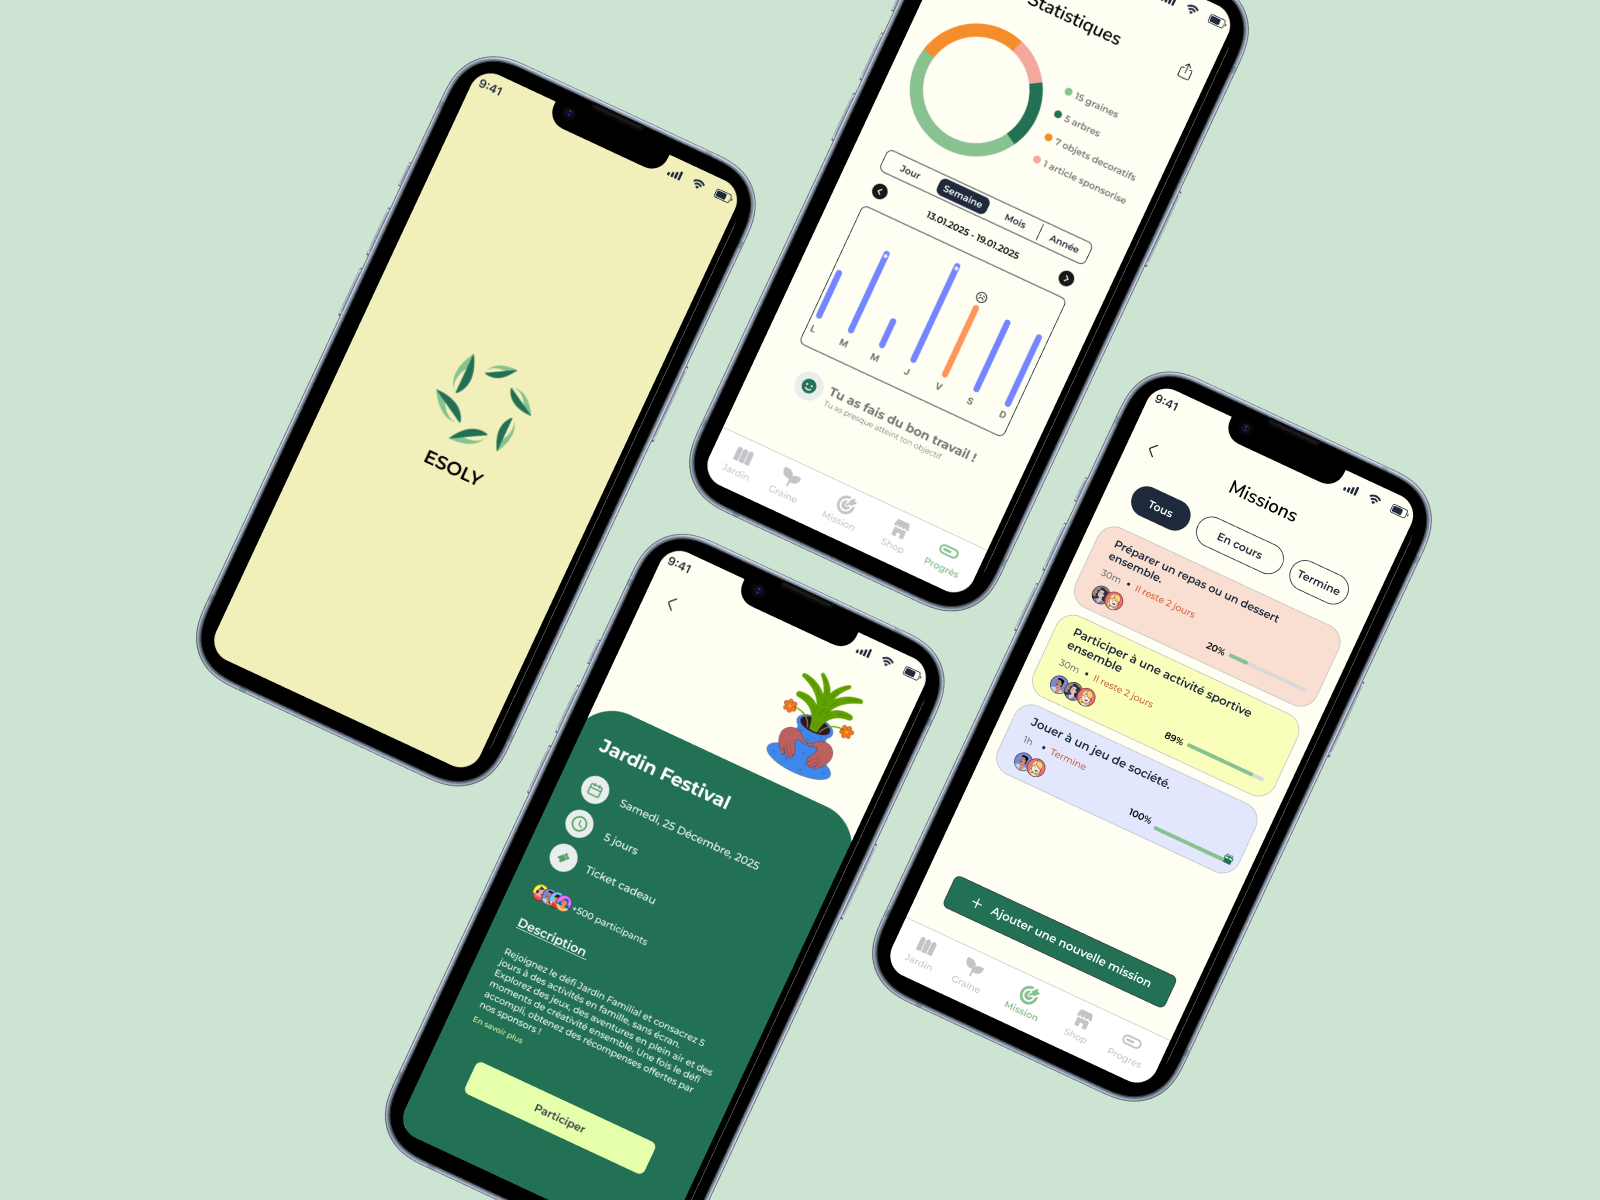 9:41
ESOLY
Statistiques
15 graines
5 arbres
7 objets decoratifs
1 article sponsorise
Jour
Semaine
Mois
Année
13.01.2025 - 19.01.2025
L
M
M
J
V
S
D
Tu as fais du bon travail !
Tu as presque atteint ton objectif
Jardin
Graine
Mission
Shop
Progrès
9:41
Jardin Festival
Samedi, 25 Décembre, 2025
5 jours
Ticket cadeau
+500 participants
Description
Rejoignez le défi Jardin Familial et consacrez 5
jours à des activités en famille, sans écran.
Explorez des jeux, des aventures en plein air et des
moments de créativité ensemble. Une fois le défi
accompli, obtenez des récompenses offertes par
nos sponsors !
En savoir plus
Participer
9:41
Missions
Tous
En cours
Termine
Préparer un repas ou un dessert
ensemble.
30m • Il reste 2 jours
20%
Participer à une activité sportive
ensemble
30m • Il reste 2 jours
89%
Jouer à un jeu de société.
1h • Termine
100%
+ Ajouter une nouvelle mission
Jardin
Graine
Mission
Shop
Progres